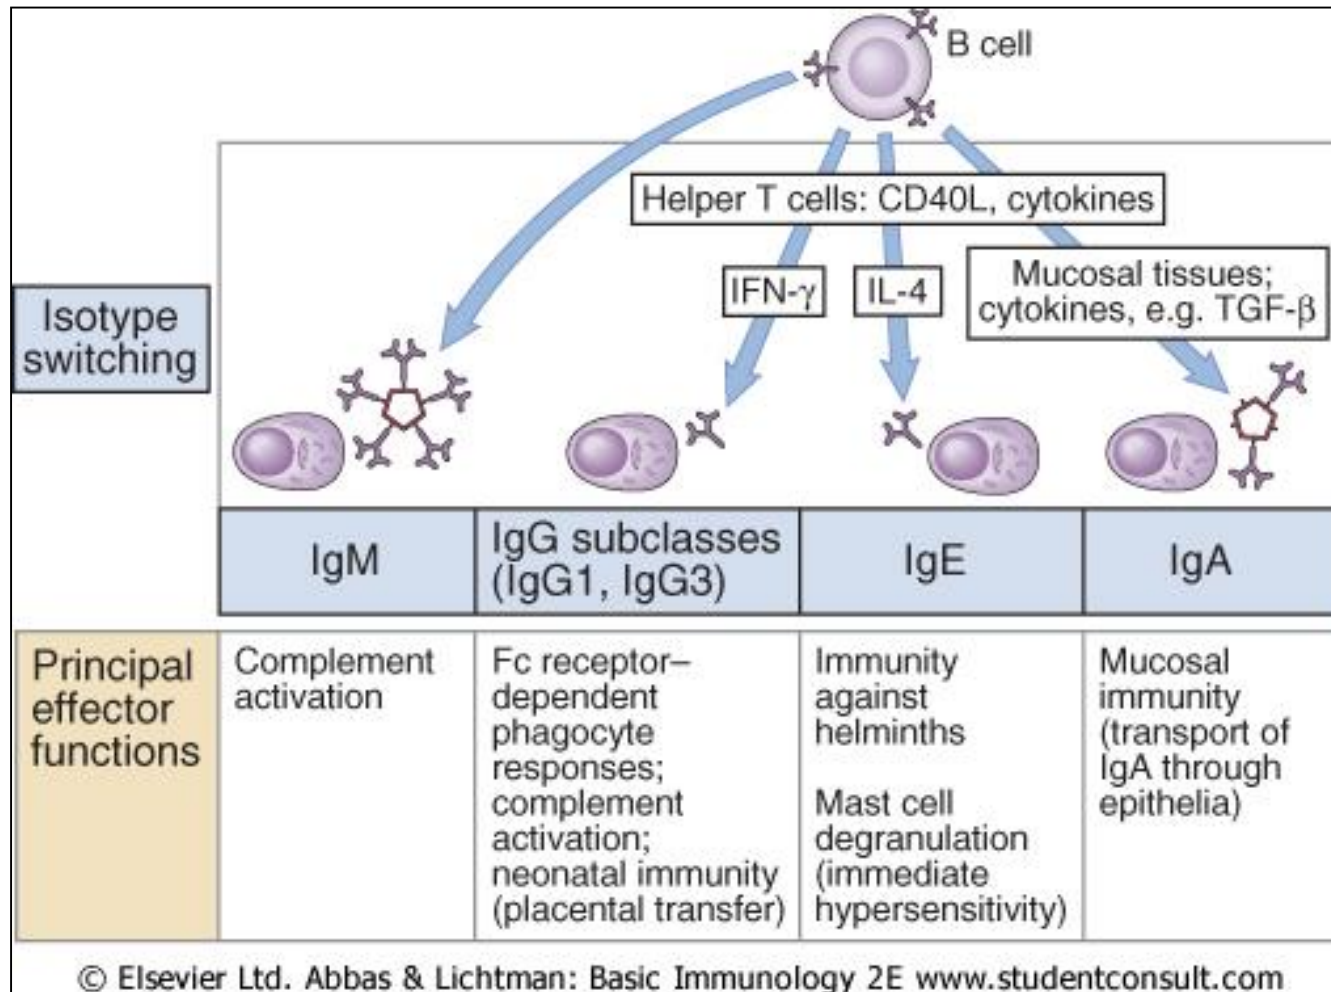 B cell
Helper T cells: CD40L, cytokines
IFN-γ
IL-4
Mucosal tissues;
cytokines, e.g. TGF-β
Isotype
switching
IgM
IgG subclasses
(IgG1, IgG3)
IgE
IgA
Principal
effector
functions
Complement
activation
Fc receptor–
dependent
phagocyte
responses;
complement
activation;
neonatal immunity
(placental transfer)
Immunity
against
helminths
Mast cell
degranulation
(immediate
hypersensitivity)
Mucosal
immunity
(transport of
IgA through
epithelia)
© Elsevier Ltd. Abbas & Lichtman: Basic Immunology 2E www.studentconsult.com